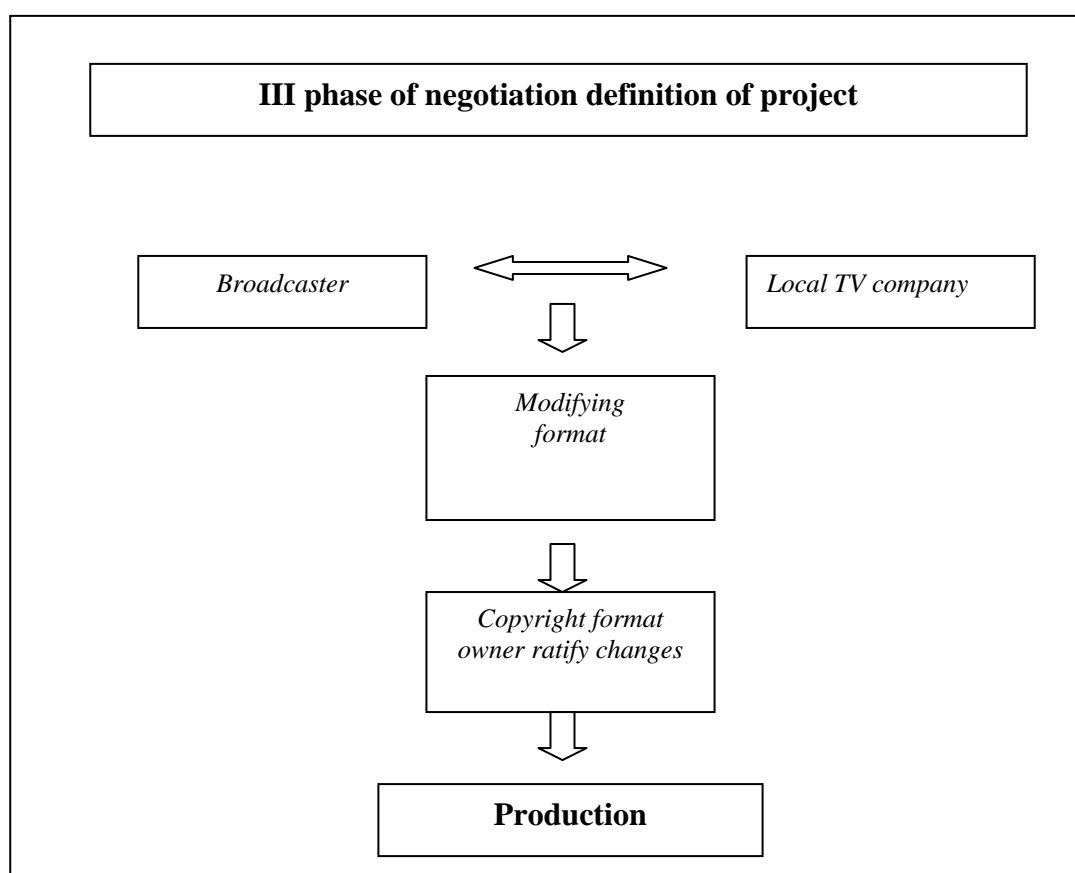 III phase of negotiation definition of project
Broadcaster
Local TV company
Modifying
format
Copyright format
owner ratify changes
Production